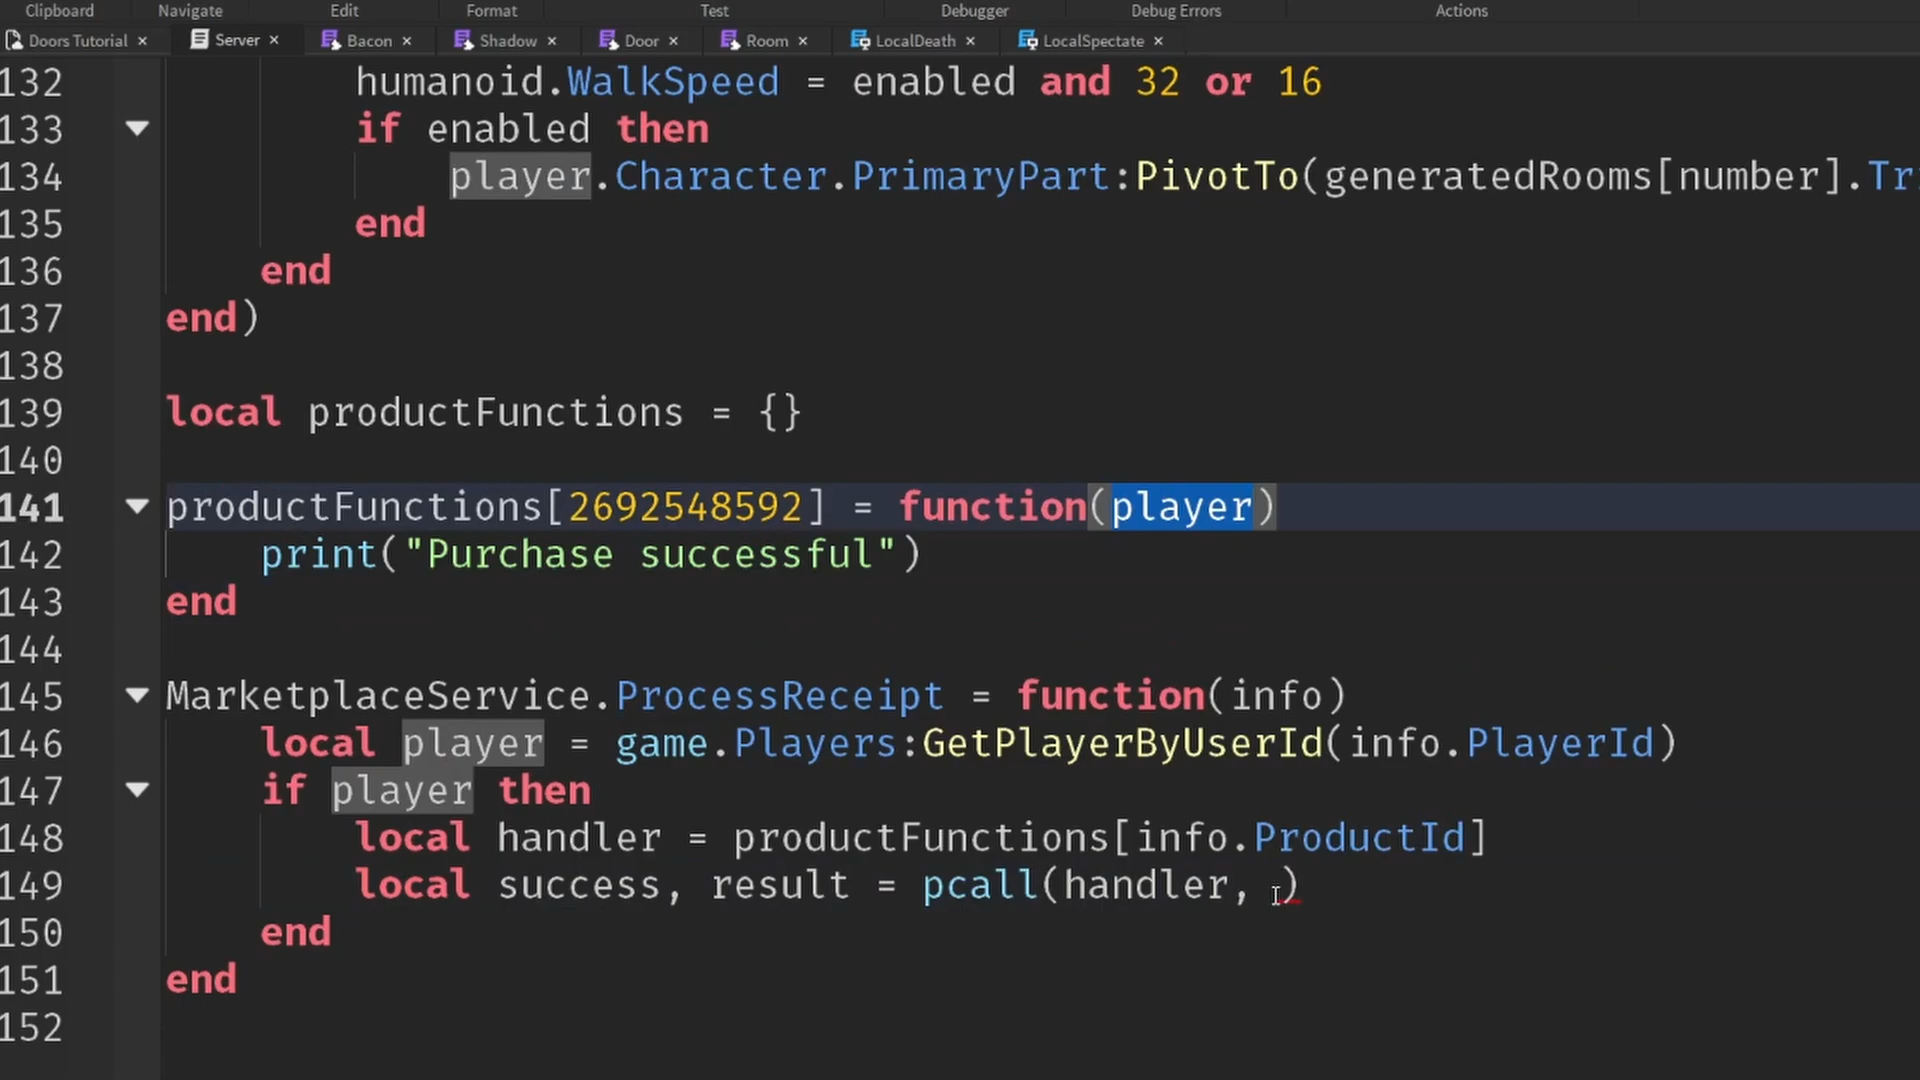 Clipboard Navigate Edit Format Test Debugger Debug Errors Actions
Doors Tutorial × Server × Bacon × Shadow × Door × Room × LocalDeath × LocalSpectate ×
132 humanoid.WalkSpeed = enabled and 32 or 16
133 if enabled then
134 player.Character.PrimaryPart:PivotTo(generatedRooms[number].Tr
135 end
136 end
137 end)
138
139 local productFunctions = {}
140
141 productFunctions[2692548592] = function(player)
142 print("Purchase successful")
143 end
144
145 MarketplaceService.ProcessReceipt = function(info)
146 local player = game.Players:GetPlayerByUserId(info.PlayerId)
147 if player then
148 local handler = productFunctions[info.ProductId]
149 local success, result = pcall(handler, )
150 end
151 end
152